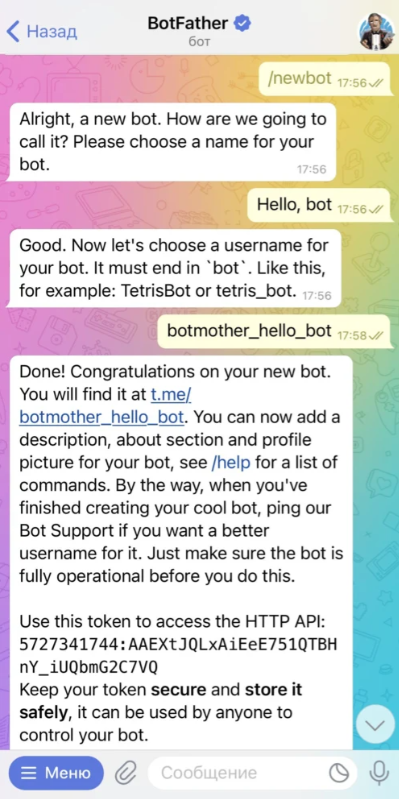 Назад
BotFather
бот
/newbot 17:56
Alright, a new bot. How are we going to
call it? Please choose a name for your
bot.
17:56
Hello, bot 17:56
Good. Now let's choose a username for
your bot. It must end in `bot`. Like this,
for example: TetrisBot or tetris_bot. 17:56
botmother_hello_bot 17:58
Done! Congratulations on your new bot.
You will find it at t.me/
botmother_hello_bot. You can now add a
description, about section and profile
picture for your bot, see /help for a list of
commands. By the way, when you've
finished creating your cool bot, ping our
Bot Support if you want a better
username for it. Just make sure the bot is
fully operational before you do this.
Use this token to access the HTTP API:
5727341744:AAEXtJQLxAiEeE751QTBH
nY_iUQbmG2C7VQ
Keep your token secure and store it
safely, it can be used by anyone to
control your bot.
Меню
Сообщение